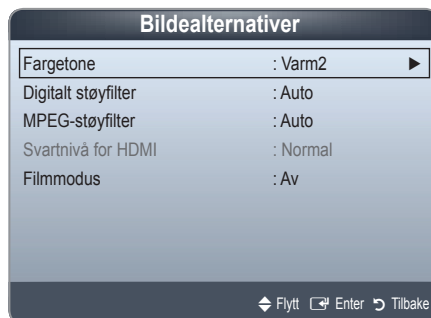 Bildealternativer
Fargetone : Varm2 ►
Digitalt støyfilter : Auto
MPEG-støyfilter : Auto
Svartnivå for HDMI : Normal
Filmmodus : Av
Flytt Enter Tilbake